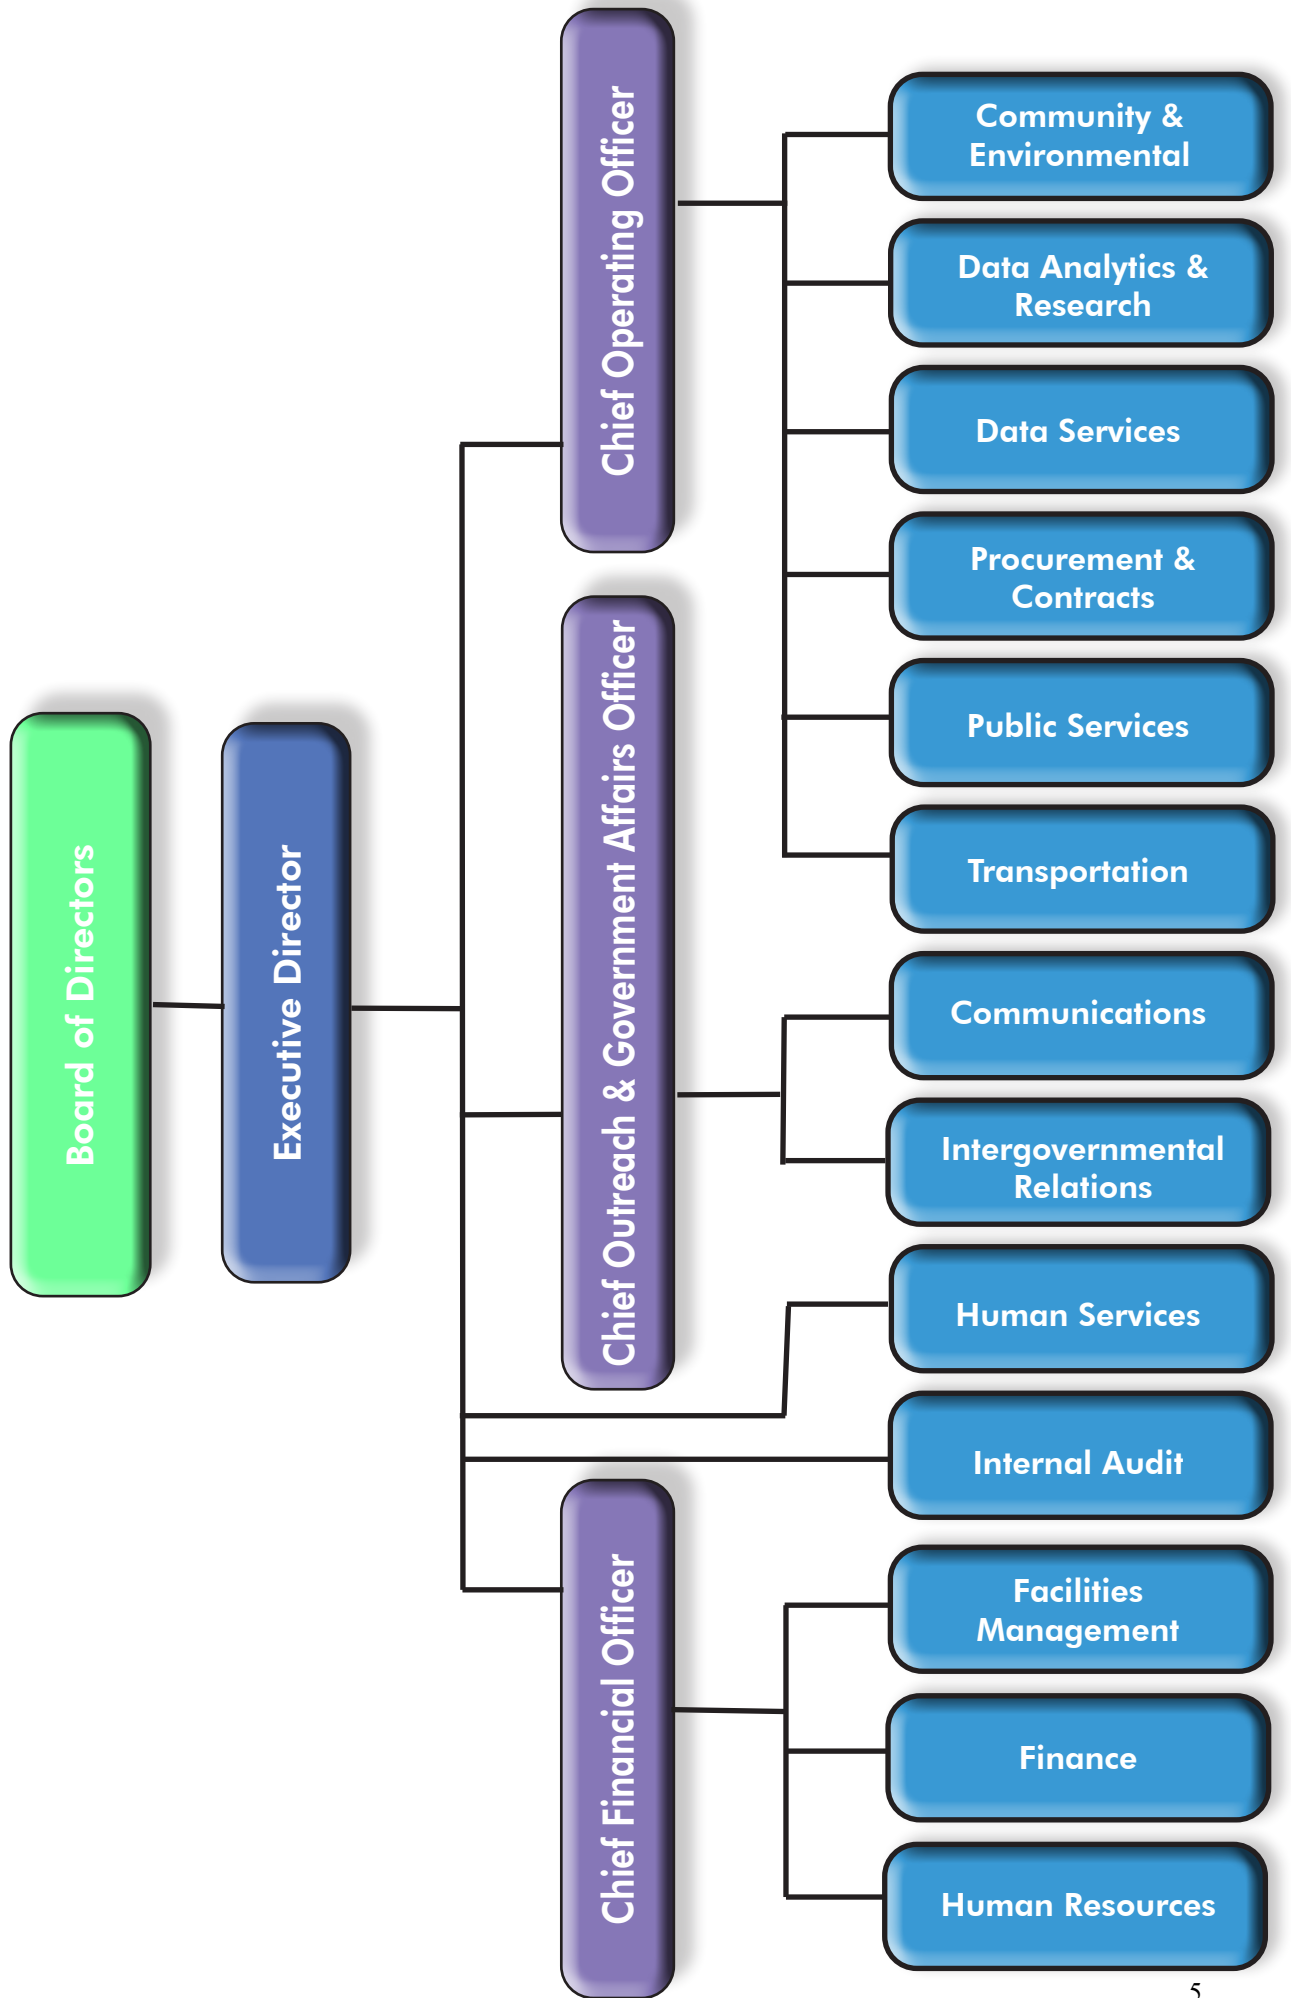 Board of Directors
Executive Director
Chief Operating Officer
Chief Outreach & Government Affairs Officer
Chief Financial Officer
Community &
Environmental
Data Analytics &
Research
Data Services
Procurement &
Contracts
Public Services
Transportation
Communications
Intergovernmental
Relations
Human Services
Internal Audit
Facilities
Management
Finance
Human Resources
5